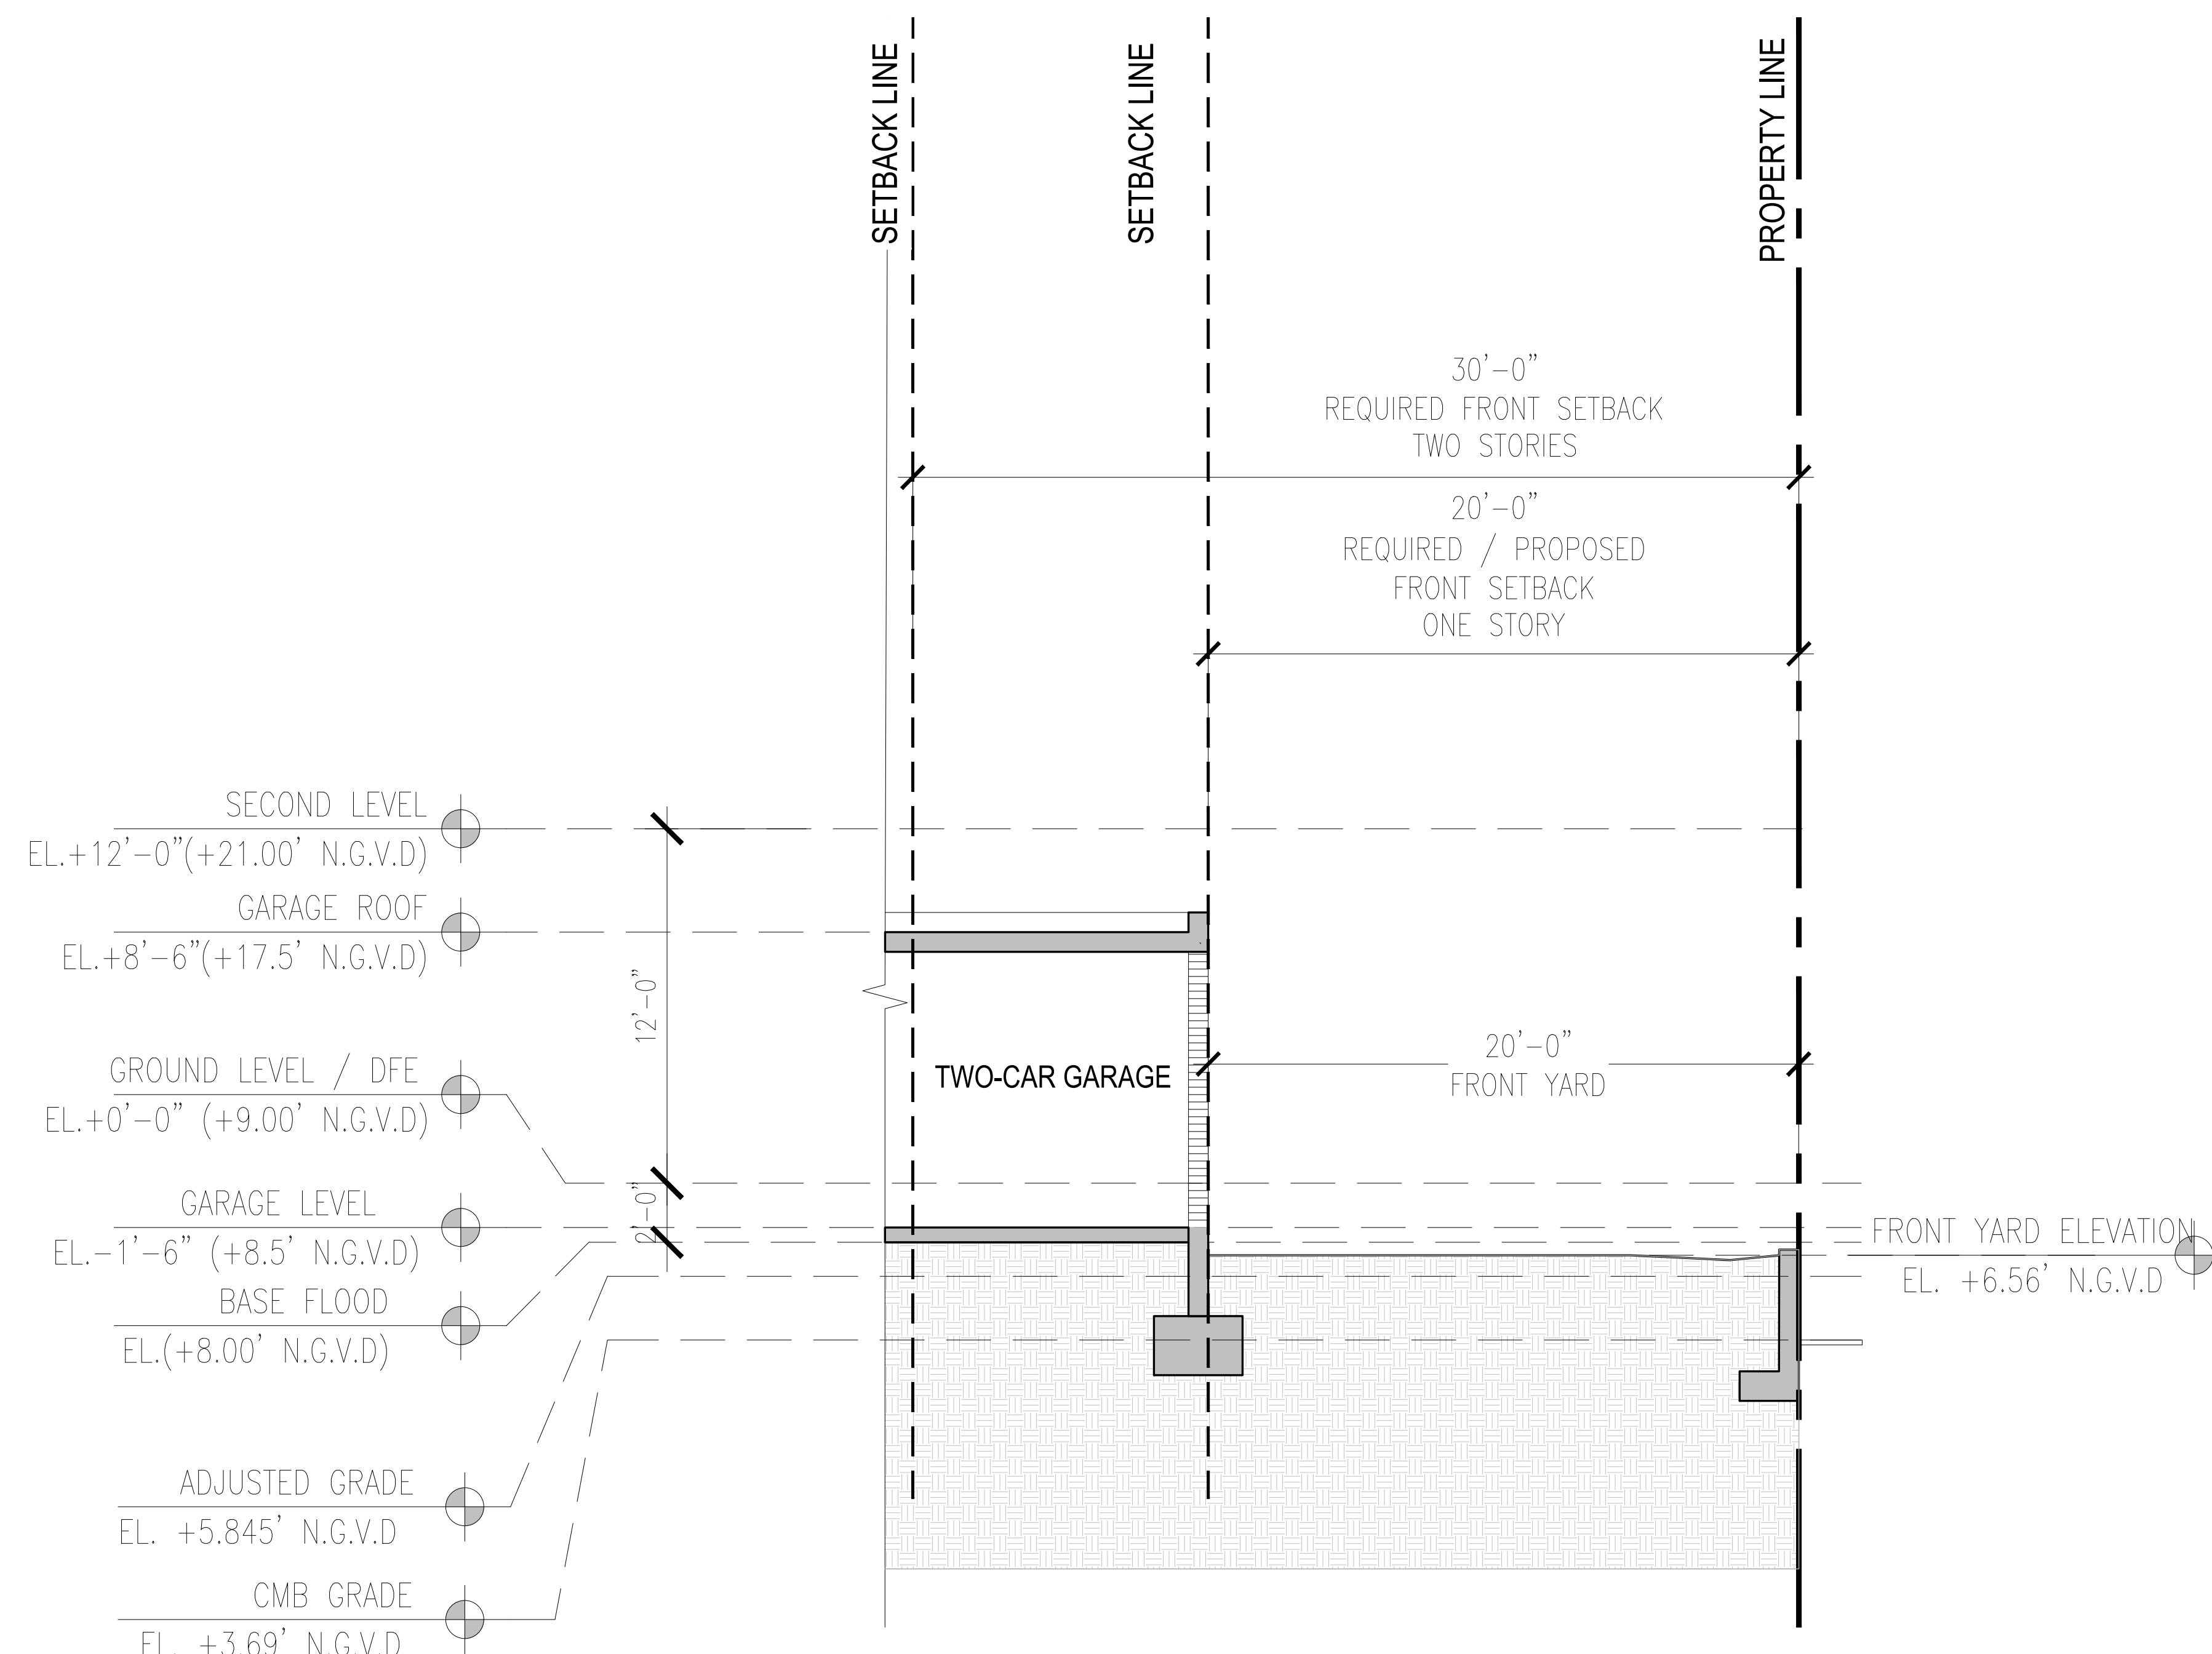 SETBACK LINE
SETBACK LINE
PROPERTY LINE
30'-0"
REQUIRED FRONT SETBACK
TWO STORIES
20'-0"
REQUIRED / PROPOSED
FRONT SETBACK
ONE STORY
SECOND LEVEL
EL.+12'-0"(+21.00' N.G.V.D)
GARAGE ROOF
EL.+8'-6"(+17.5' N.G.V.D)
12'-0"
GROUND LEVEL / DFE
EL.+0'-0" (+9.00' N.G.V.D)
TWO-CAR GARAGE
20'-0"
FRONT YARD
GARAGE LEVEL
EL.-1'-6" (+8.5' N.G.V.D)
2'-0"
FRONT YARD ELEVATION
EL. +6.56' N.G.V.D
BASE FLOOD
EL.(+8.00' N.G.V.D)
ADJUSTED GRADE
EL. +5.845' N.G.V.D
CMB GRADE
EL. +3.69' N.G.V.D